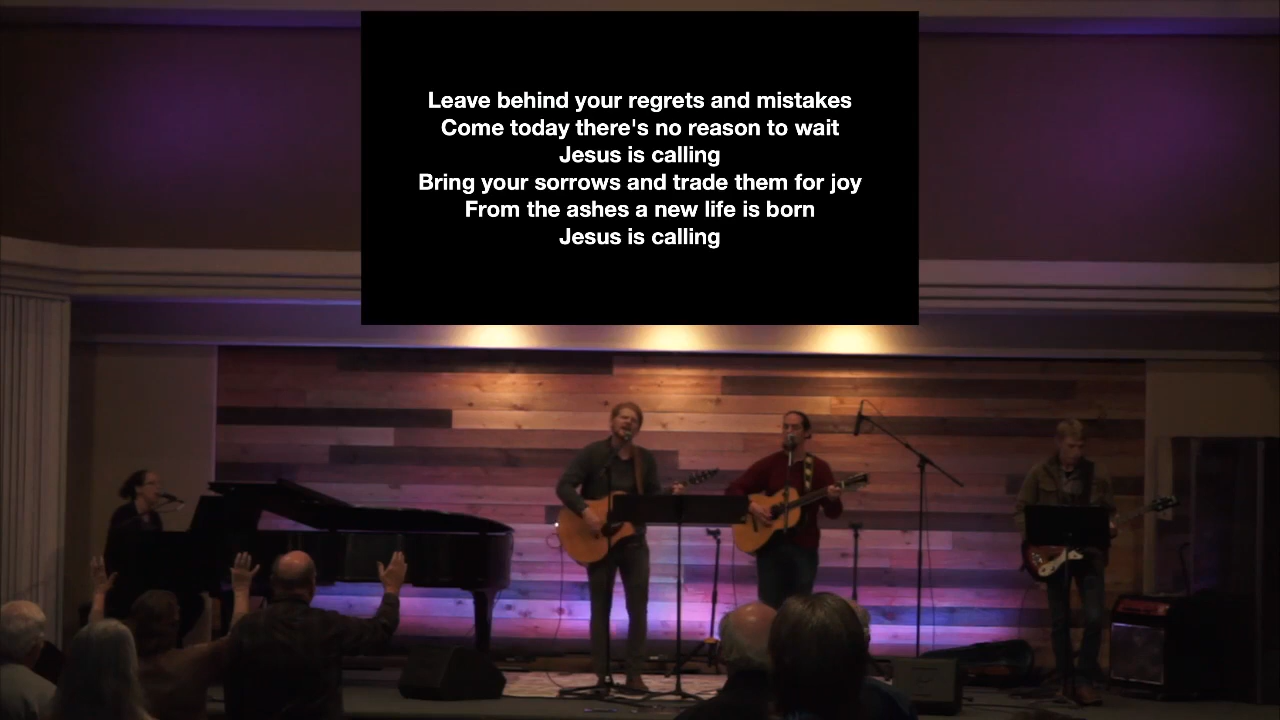 Leave behind your regrets and mistakes
Come today there's no reason to wait
Jesus is calling
Bring your sorrows and trade them for joy
From the ashes a new life is born
Jesus is calling